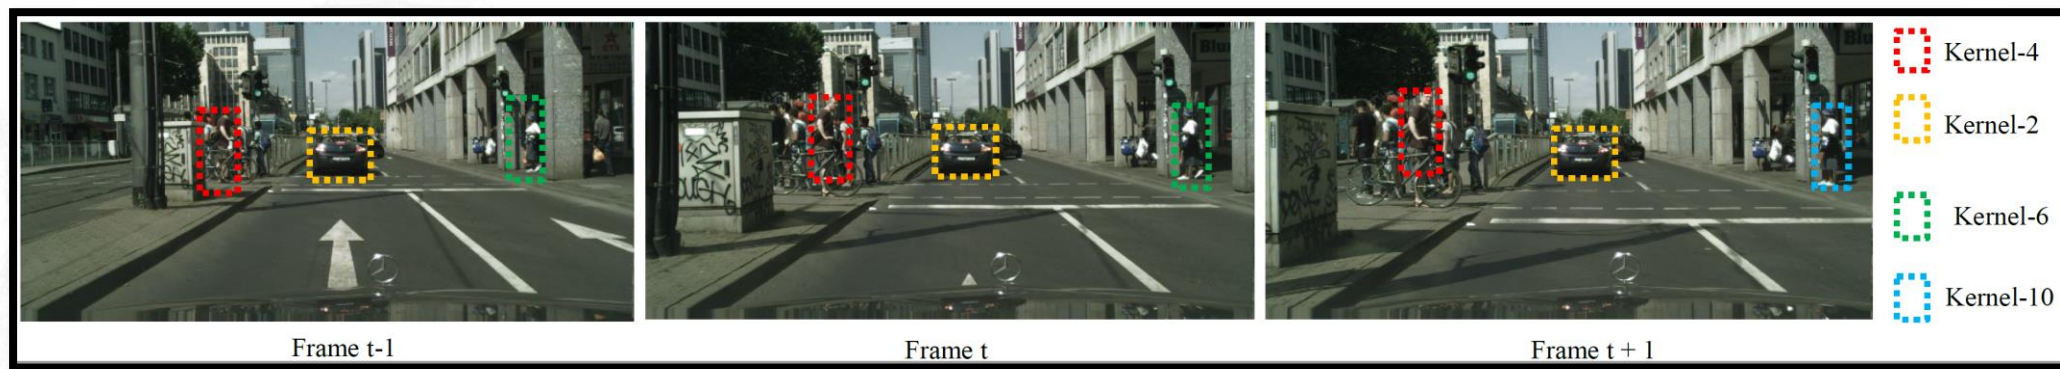 Kernel-4
Kernel-2
Kernel-6
Kernel-10
Frame t-1
Frame t
Frame t + 1